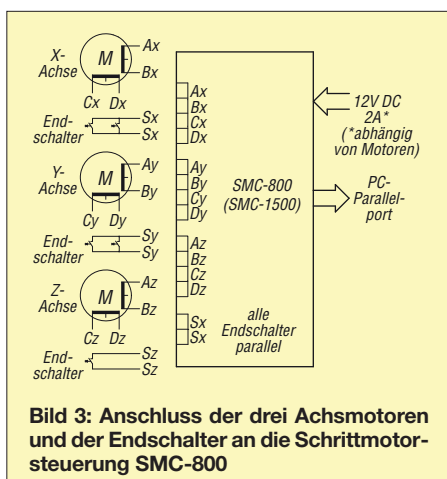 X-
Achse
M
Ax
Bx
Cx Dx
End-
schalter
Sx
Sx
Y-
Achse
M
Ay
By
Cy Dy
End-
schalter
Sy
Sy
Z-
Achse
M
Az
Bz
Cz Dz
End-
schalter
Sz
Sz
Ax
Bx
Cx
Dx
Ay
By
Cy
Dy
Az
Bz
Cz
Dz
Sx
Sx
SMC-800
(SMC-1500)
alle
Endschalter
parallel
12V DC
2A*
(*abhängig
von Motoren)
PC-
Parallel-
port
Bild 3: Anschluss der drei Achsmotoren
und der Endschalter an die Schrittmotor-
steuerung SMC-800